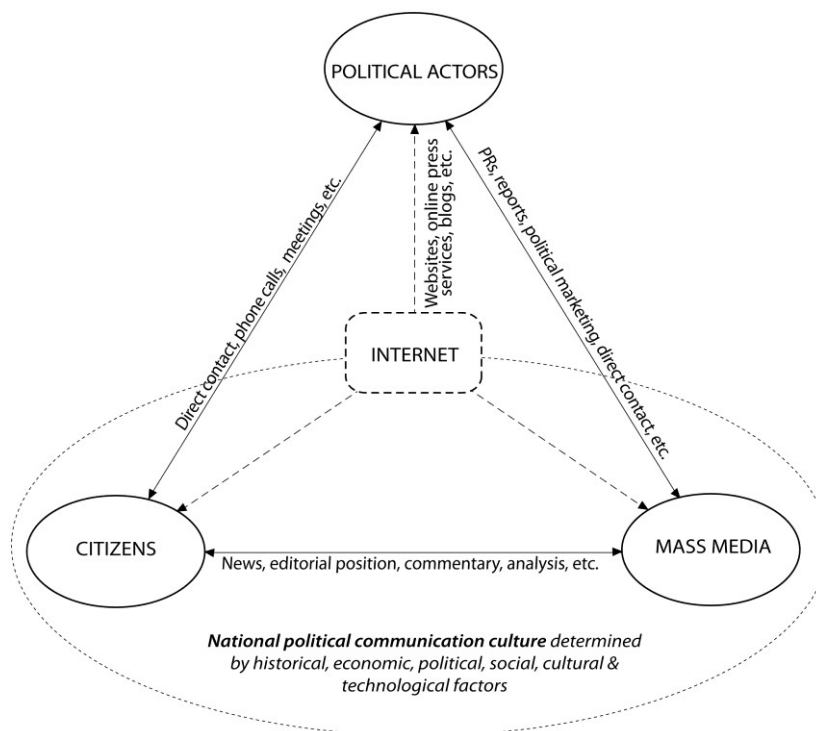 POLITICAL ACTORS
Direct contact, phone calls, meetings, etc.
Websites, online press
services, blogs, etc.
PRs, reports, political marketing, direct contact, etc.
INTERNET
CITIZENS
MASS MEDIA
News, editorial position, commentary, analysis, etc.
National political communication culture determined
by historical, economic, political, social, cultural &
technological factors